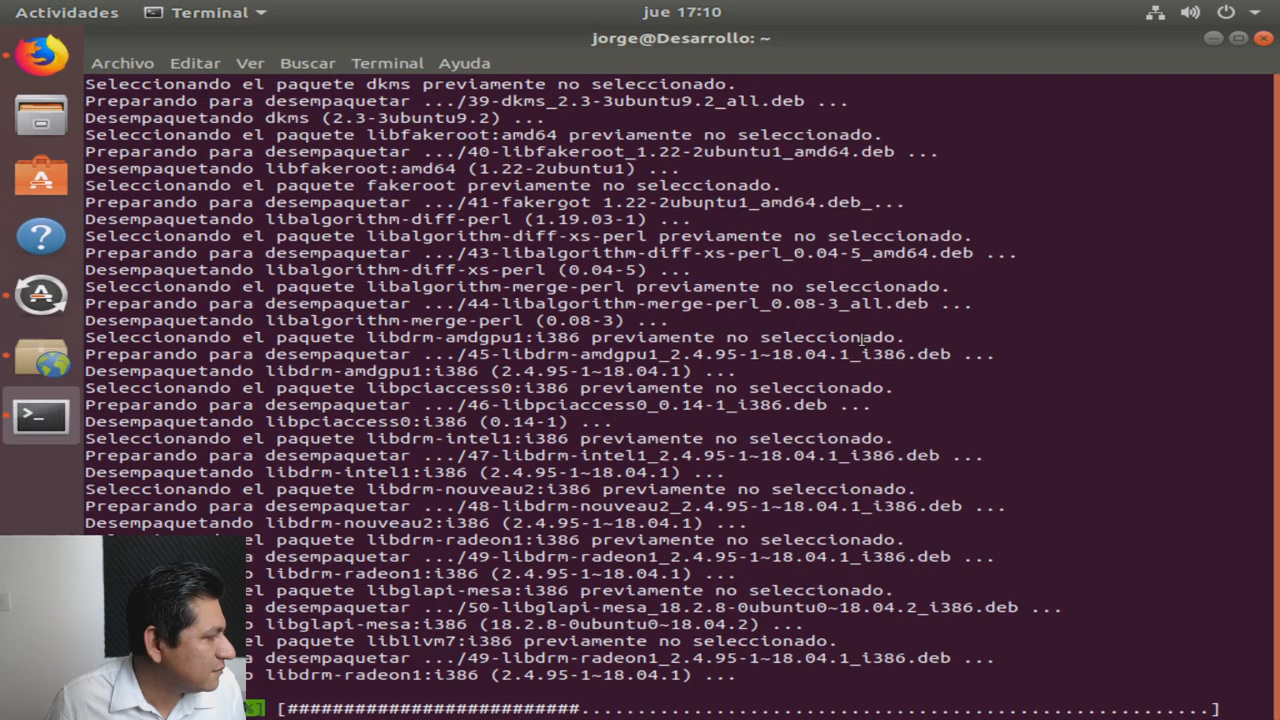 Actividades
Terminal
jue 17:10
jorge@Desarrollo: ~
Archivo Editar Ver Buscar Terminal Ayuda
Seleccionando el paquete dkms previamente no seleccionado.
Preparando para desempaquetar .../39-dkms_2.3-3ubuntu9.2_all.deb ...
Desempaquetando dkms (2.3-3ubuntu9.2) ...
Seleccionando el paquete libfakeroot:amd64 previamente no seleccionado.
Preparando para desempaquetar .../40-libfakeroot_1.22-2ubuntu1_amd64.deb ...
Desempaquetando libfakeroot:amd64 (1.22-2ubuntu1) ...
Seleccionando el paquete fakeroot previamente no seleccionado.
Preparando para desempaquetar .../41-fakergot 1.22-2ubuntu1_amd64.deb_...
Desempaquetando libalgorithm-diff-perl (1.19.03-1) ...
Seleccionando el paquete libalgorithm-diff-xs-perl previamente no seleccionado.
Preparando para desempaquetar .../43-libalgorithm-diff-xs-perl_0.04-5_amd64.deb ...
Desempaquetando libalgorithm-diff-xs-perl (0.04-5) ...
Seleccionando el paquete libalgorithm-merge-perl previamente no seleccionado.
Preparando para desempaquetar .../44-libalgorithm-merge-perl_0.08-3_all.deb ...
Desempaquetando libalgorithm-merge-perl (0.08-3) ...
Seleccionando el paquete libdrm-amdgpu1:i386 previamente no seleccionado.
Preparando para desempaquetar .../45-libdrm-amdgpu1_2.4.95-1~18.04.1_i386.deb ...
Desempaquetando libdrm-amdgpu1:i386 (2.4.95-1~18.04.1) ...
Seleccionando el paquete libpciaccess0:i386 previamente no seleccionado.
Preparando para desempaquetar .../46-libpciaccess0_0.14-1_i386.deb ...
Desempaquetando libpciaccess0:i386 (0.14-1) ...
Seleccionando el paquete libdrm-intel1:i386 previamente no seleccionado.
Preparando para desempaquetar .../47-libdrm-intel1_2.4.95-1~18.04.1_i386.deb ...
Desempaquetando libdrm-intel1:i386 (2.4.95-1~18.04.1) ...
Seleccionando el paquete libdrm-nouveau2:i386 previamente no seleccionado.
Preparando para desempaquetar .../48-libdrm-nouveau2_2.4.95-1~18.04.1_i386.deb ...
Desempaquetando libdrm-nouveau2:i386 (2.4.95-1~18.04.1) ...
el paquete libdrm-radeon1:i386 previamente no seleccionado.
a desempaquetar .../49-libdrm-radeon1_2.4.95-1~18.04.1_i386.deb ...
o libdrm-radeon1:i386 (2.4.95-1~18.04.1) ...
el paquete libglapi-mesa:i386 previamente no seleccionado.
a desempaquetar .../50-libglapi-mesa_18.2.8-0ubuntu0~18.04.2_i386.deb ...
o libglapi-mesa:i386 (18.2.8-0ubuntu0~18.04.2) ...
el paquete libllvm7:i386 previamente no seleccionado.
a desempaquetar .../49-libdrm-radeon1_2.4.95-1~18.04.1_i386.deb ...
o libdrm-radeon1:i386 (2.4.95-1~18.04.1) ...
%] [##########################........................................................]